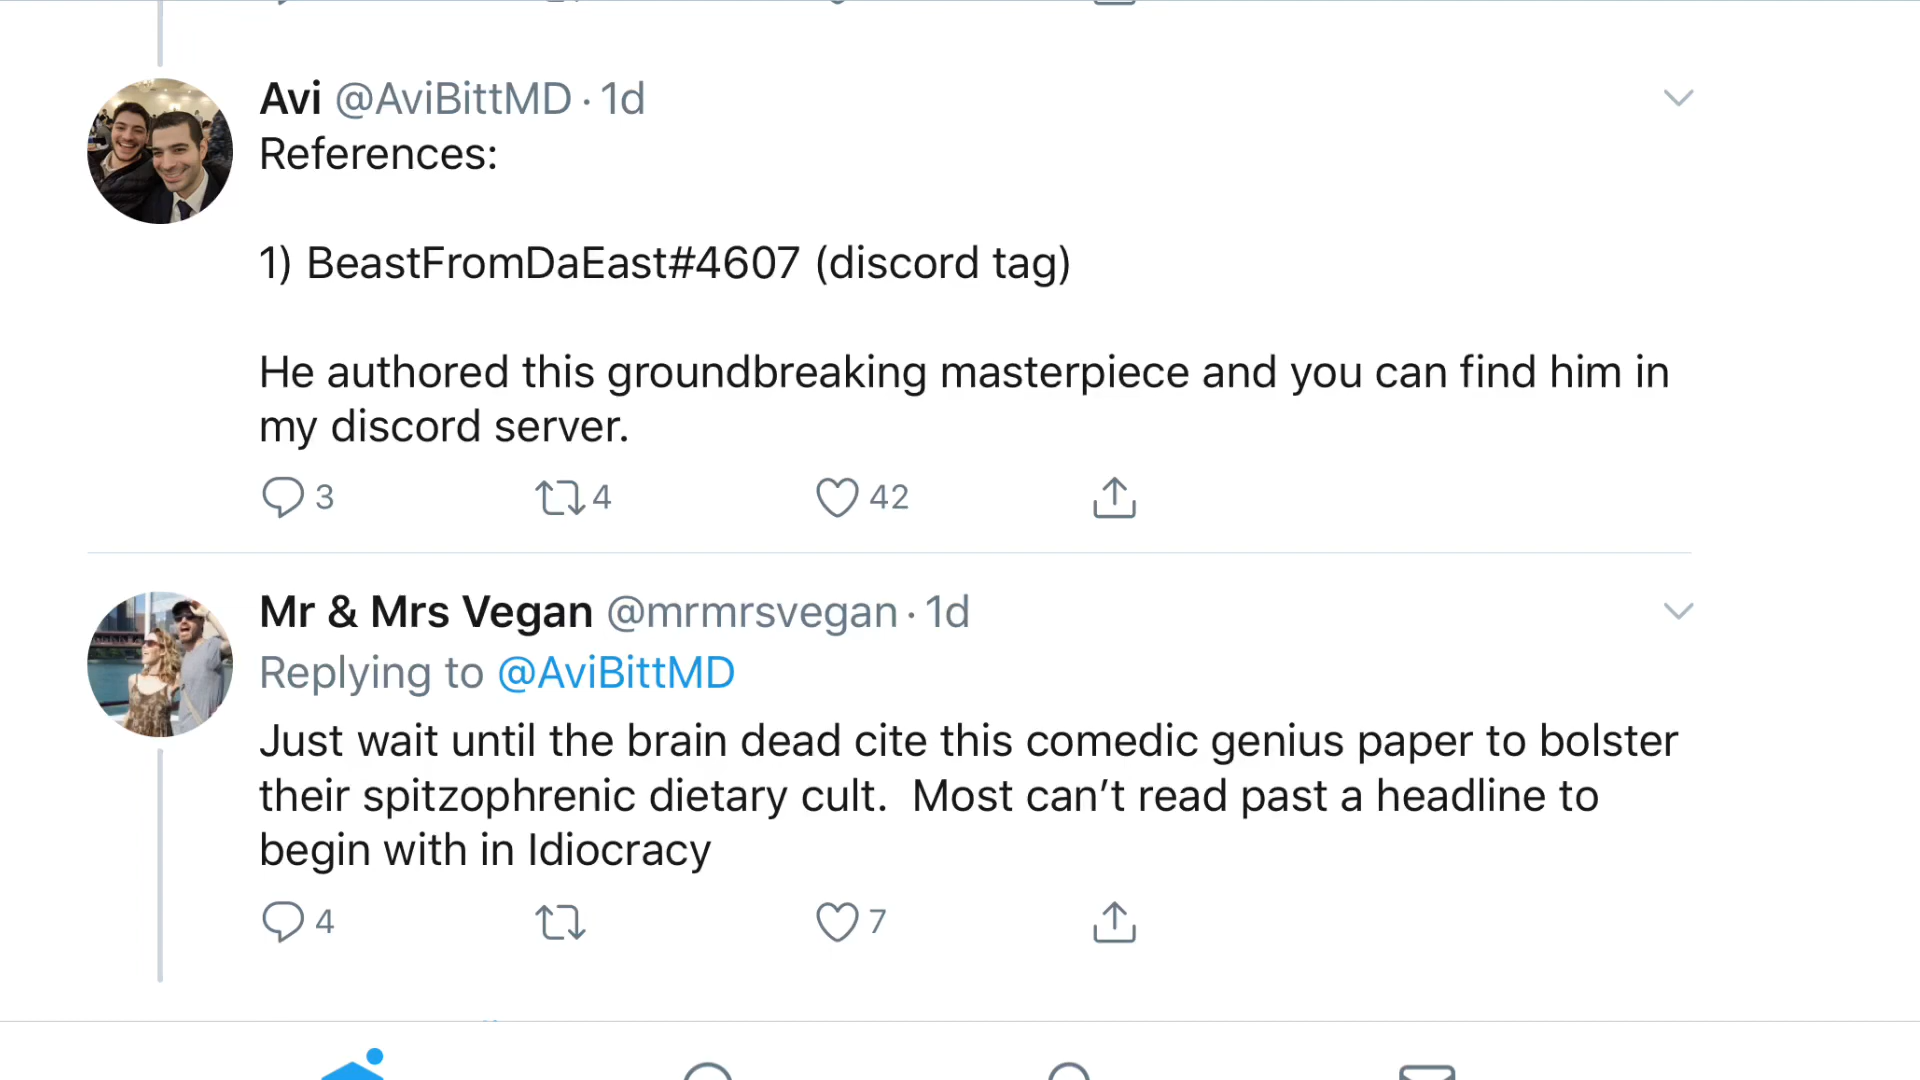 Avi @AviBittMD · 1d
References:
1) BeastFromDaEast#4607 (discord tag)
He authored this groundbreaking masterpiece and you can find him in
my discord server.
3 4 42
Mr & Mrs Vegan @mrmrsvegan · 1d
Replying to @AviBittMD
Just wait until the brain dead cite this comedic genius paper to bolster
their spitzophrenic dietary cult.  Most can’t read past a headline to
begin with in Idiocracy
4 7